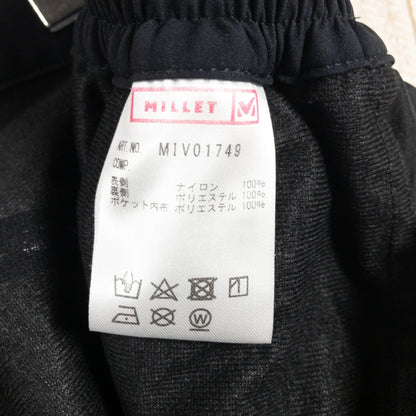 MILLET
ART.NO. MIV01749
COMP.
表側 ナイロン 100%
裏側 ポリエステル 100%
ポケット内布 ポリエステル 100%
W